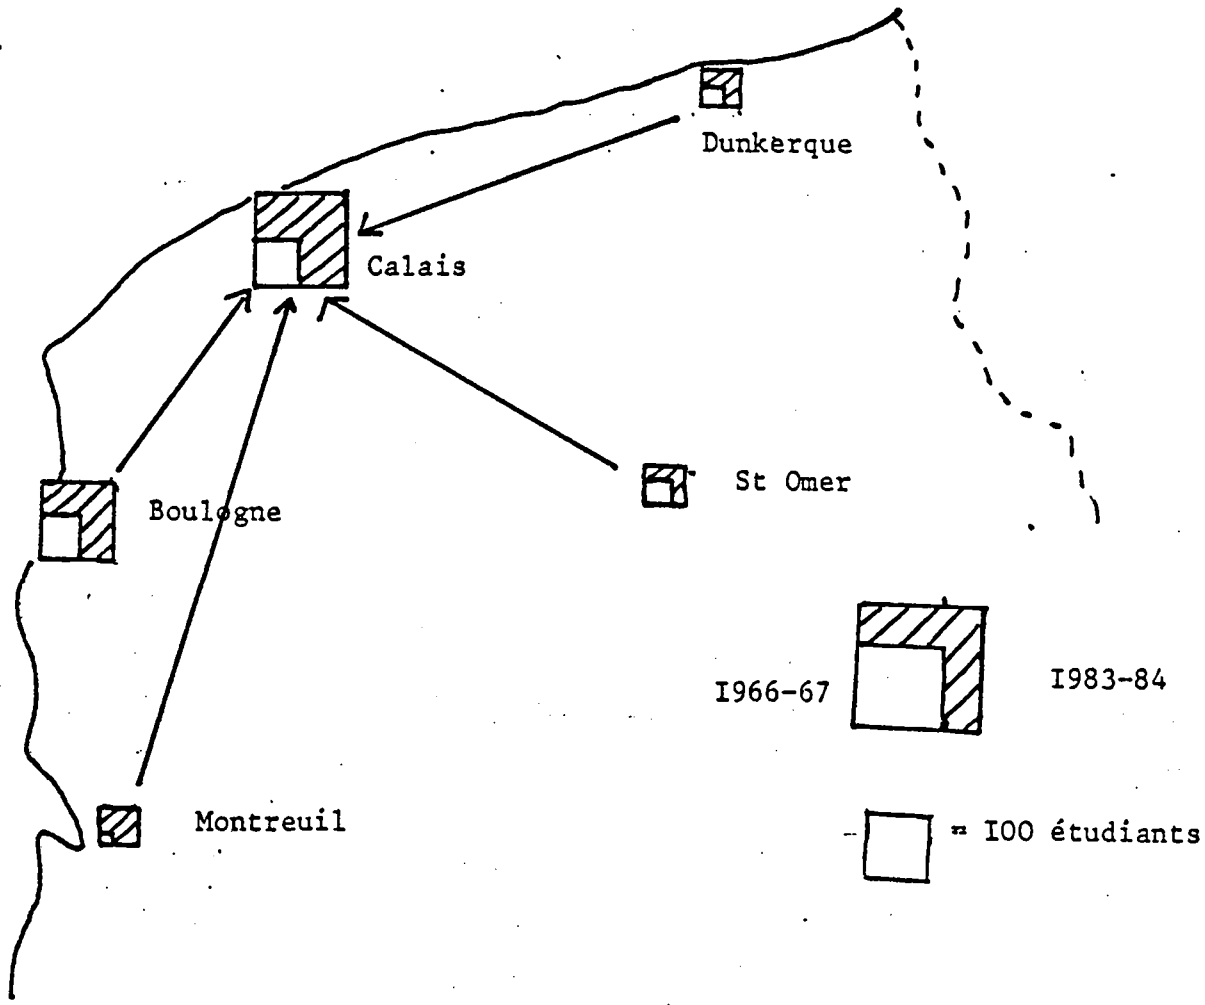 Dunkerque
Calais
St Omer
Boulogne
I966-67
I983-84
Montreuil
= I00 étudiants